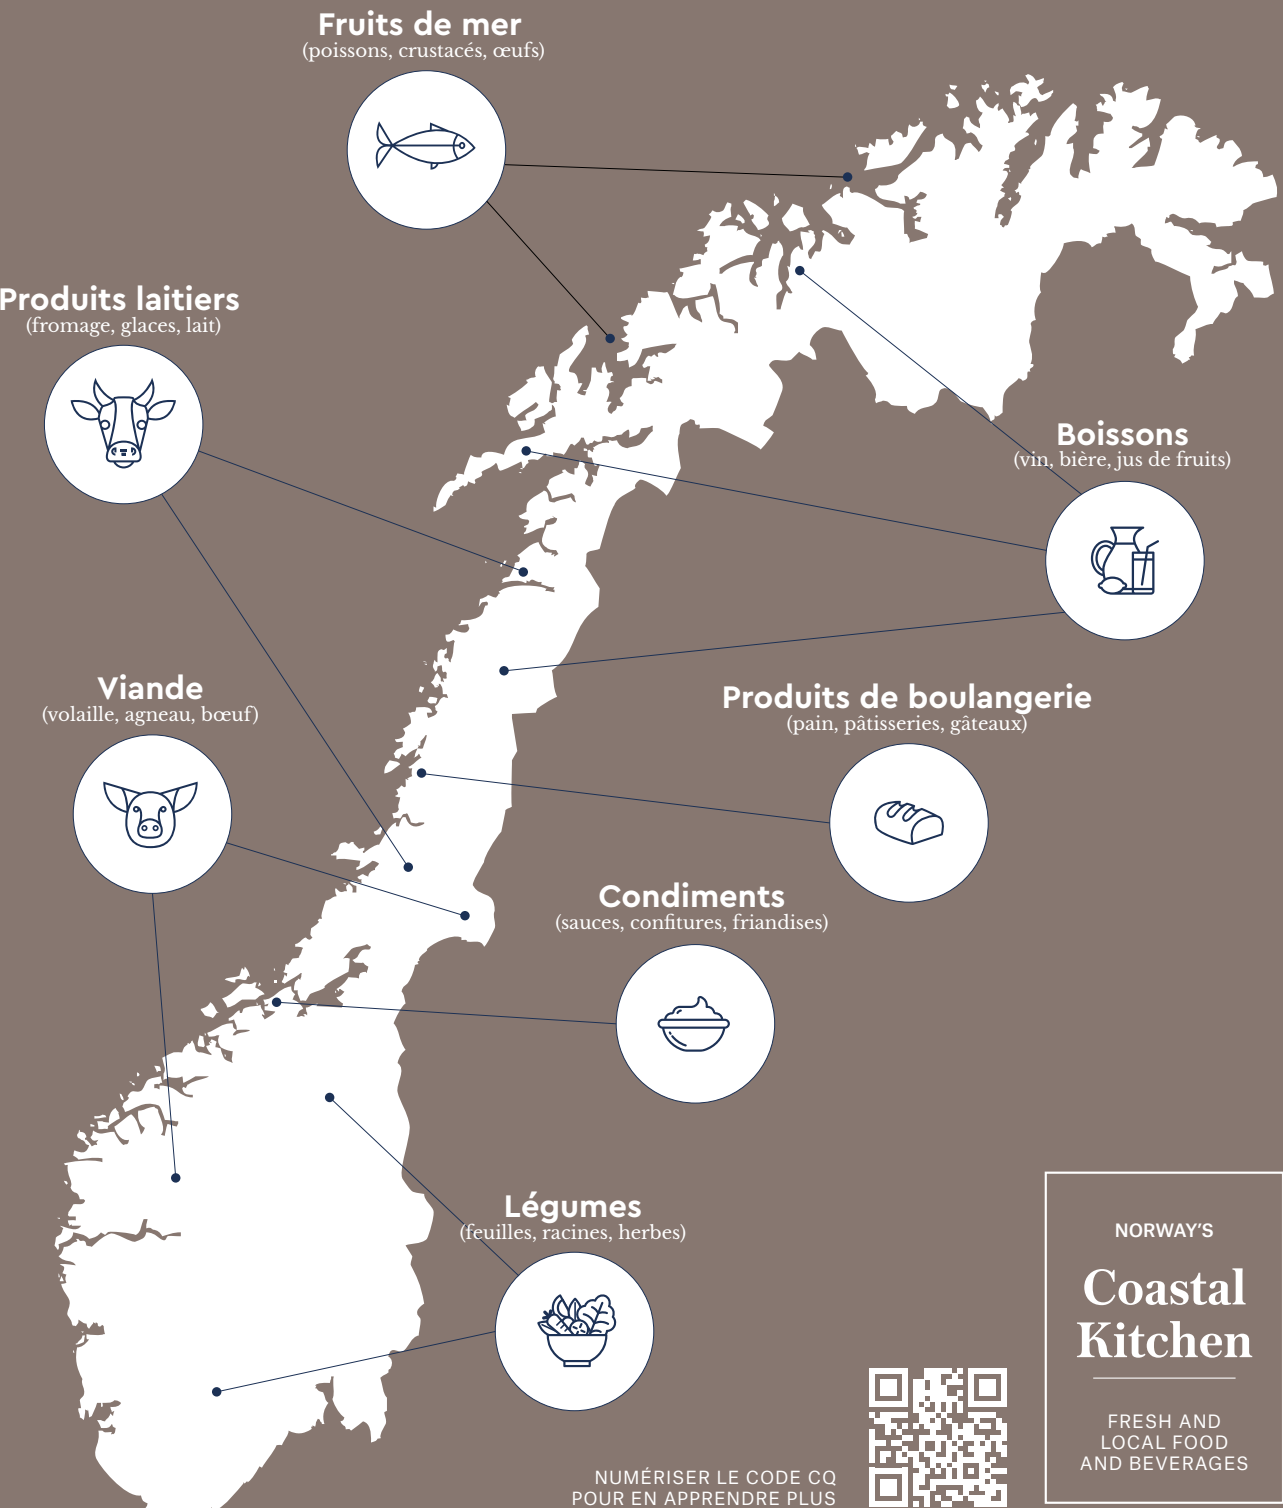 Fruits de mer
(poissons, crustacés, œufs)
Produits laitiers
(fromage, glaces, lait)
Boissons
(vin, bière, jus de fruits)
Viande
(volaille, agneau, bœuf)
Produits de boulangerie
(pain, pâtisseries, gâteaux)
Condiments
(sauces, confitures, friandises)
Légumes
(feuilles, racines, herbes)
NORWAY'S
Coastal
Kitchen
FRESH AND
LOCAL FOOD
AND BEVERAGES
NUMÉRISER LE CODE CQ
POUR EN APPRENDRE PLUS